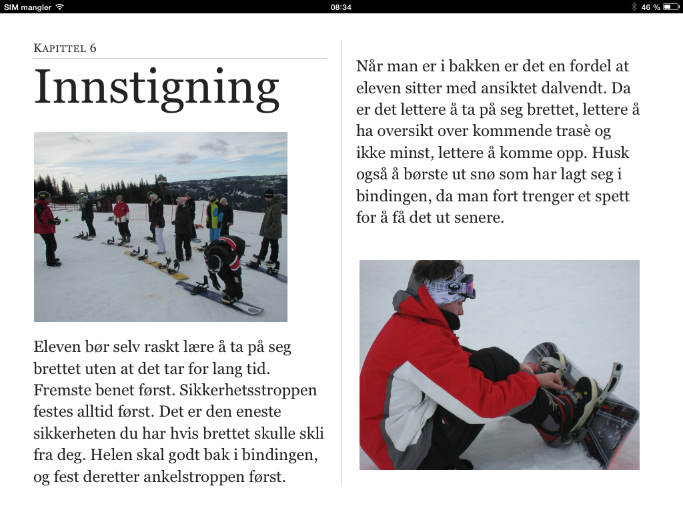 SIM mangler
08:34
46 %
KAPITTEL 6
Innstigning
Eleven bør selv raskt lære å ta på seg
brettet uten at det tar for lang tid.
Fremste benet først. Sikkerhetsstroppen
festes alltid først. Det er den eneste
sikkerheten du har hvis brettet skulle skli
fra deg. Helen skal godt bak i bindingen,
og fest deretter ankelstroppen først.
Når man er i bakken er det en fordel at
eleven sitter med ansiktet dalvendt. Da
er det lettere å ta på seg brettet, lettere å
ha oversikt over kommende trasè og
ikke minst, lettere å komme opp. Husk
også å børste ut snø som har lagt seg i
bindingen, da man fort trenger et spett
for å få det ut senere.